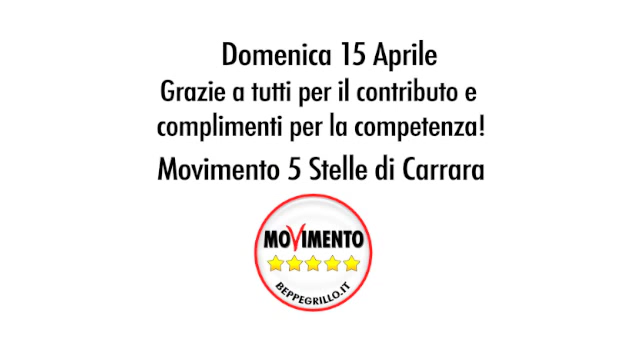 Domenica 15 Aprile
Grazie a tutti per il contributo e
complimenti per la competenza!
Movimento 5 Stelle di Carrara
MOVIMENTO
BEPPEGRILLO.IT